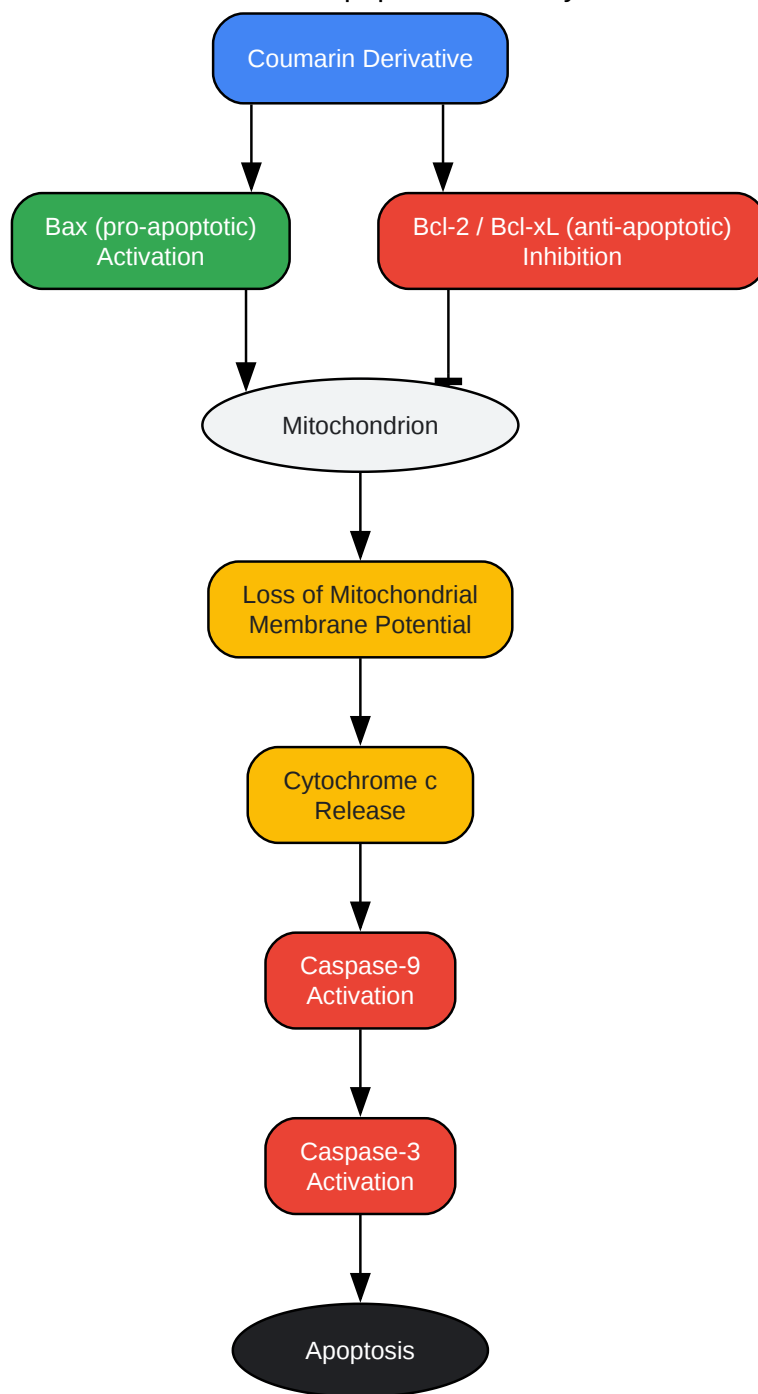 Coumarin Derivative
Bax (pro-apoptotic)
Activation
Bcl-2 / Bcl-xL (anti-apoptotic)
Inhibition
Mitochondrion
Loss of Mitochondrial
Membrane Potential
Cytochrome c
Release
Caspase-9
Activation
Caspase-3
Activation
Apoptosis